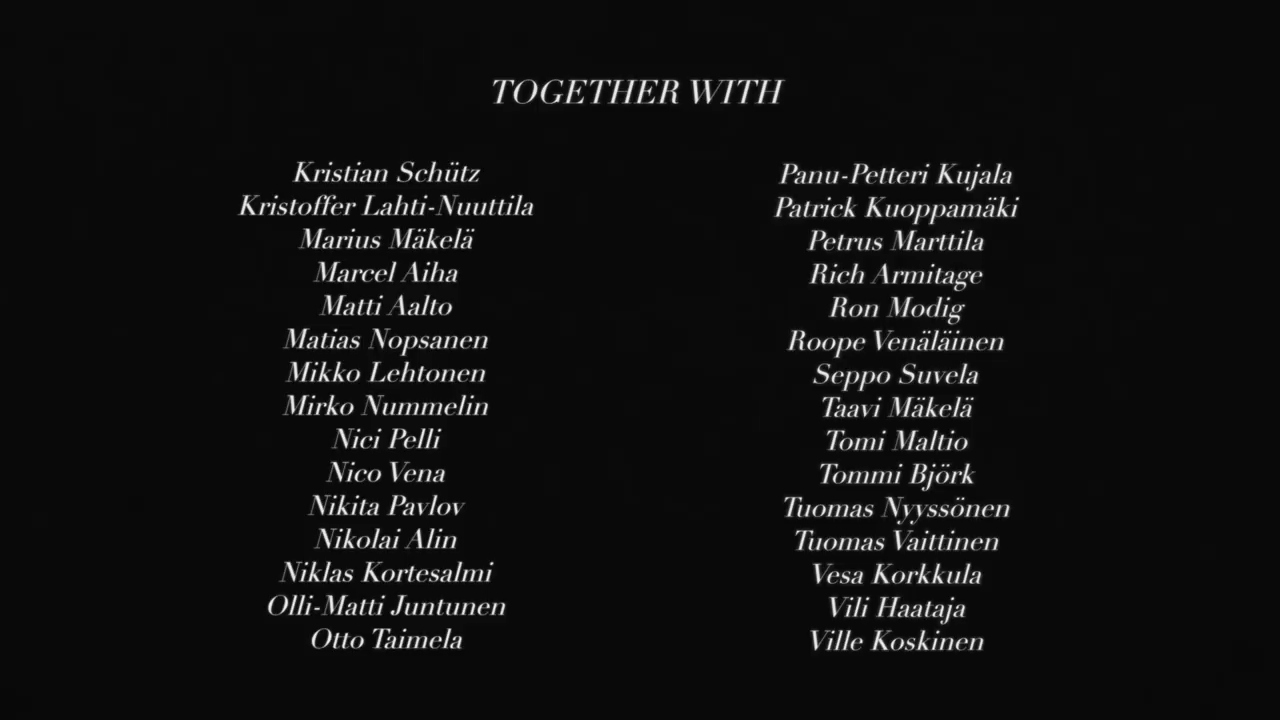 TOGETHER WITH
Kristian Schütz
Kristoffer Lahti-Nuuttila
Marius Mäkelä
Marcel Aiha
Matti Aalto
Matias Nopsanen
Mikko Lehtonen
Mirko Nummelin
Nici Pelli
Nico Vena
Nikita Pavlov
Nikolai Alin
Niklas Kortesalmi
Olli-Matti Juntunen
Otto Taimela
Panu-Petteri Kujala
Patrick Kuoppamäki
Petrus Marttila
Rich Armitage
Ron Modig
Roope Venäläinen
Seppo Suvela
Taavi Mäkelä
Tomi Maltio
Tommi Björk
Tuomas Nyyssönen
Tuomas Vaittinen
Vesa Korkkula
Vili Haataja
Ville Koskinen